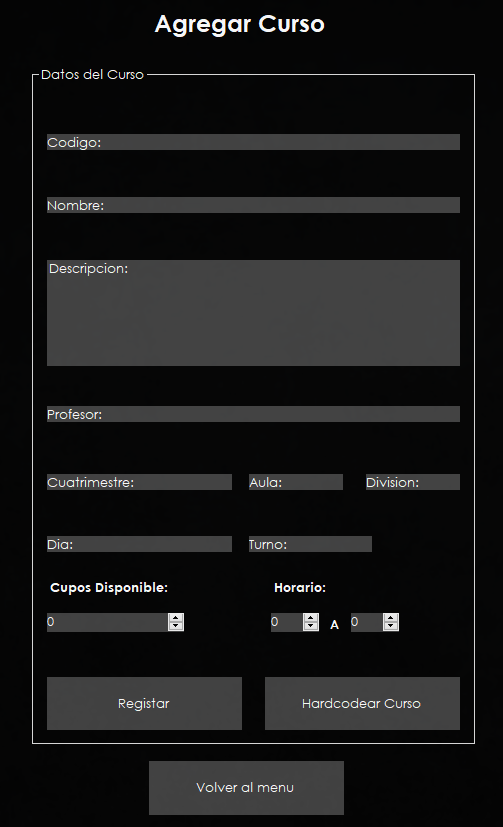 Agregar Curso
Datos del Curso
Codigo:
Nombre:
Descripcion:
Profesor:
Cuatrimestre: Aula: Division:
Dia: Turno:
Cupos Disponible: Horario:
0 0 A 0
Registar Hardcodear Curso
Volver al menu